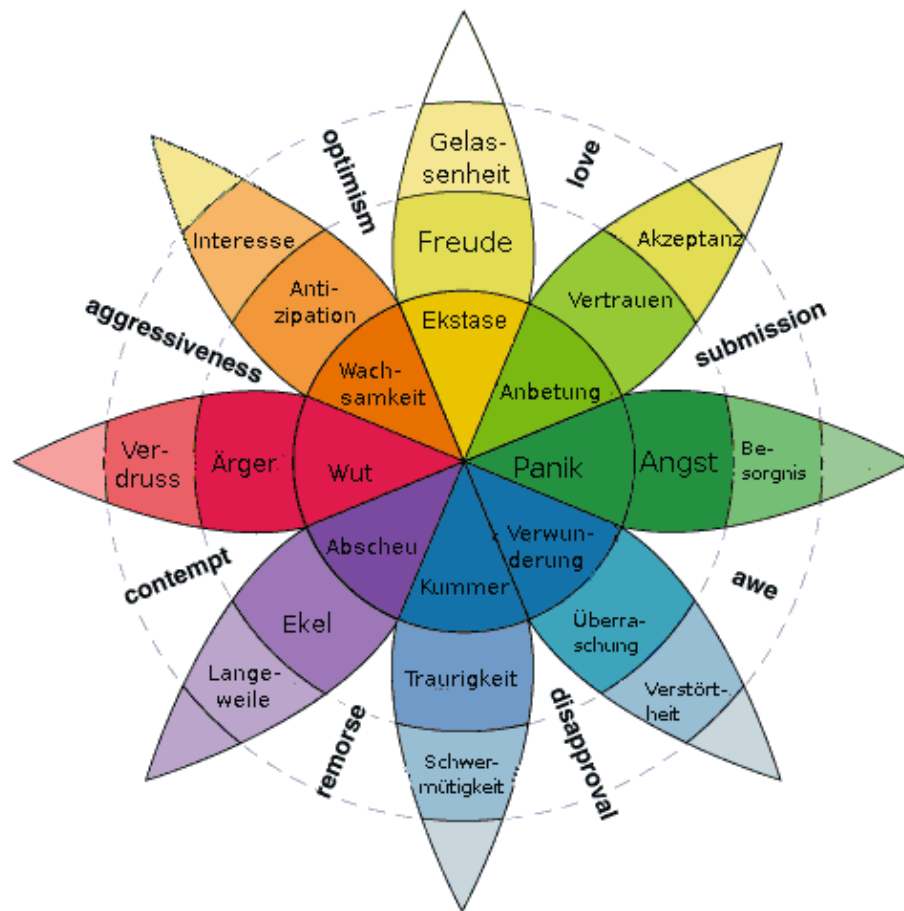 optimism
love
Gelas-
senheit
Freude
Ekstase
Interesse
Anti-
zipation
Wach-
samkeit
Akzeptanz
Vertrauen
Anbetung
aggressiveness
submission
Ver-
druss
Ärger
Wut
Panik
Angst
Be-
sorgnis
contempt
awe
Abscheu
Ekel
Lange-
weile
Kummer
Traurigkeit
Schwer-
mütigkeit
Verwun-
derung
Überra-
schung
Verstört-
heit
remorse
disapproval